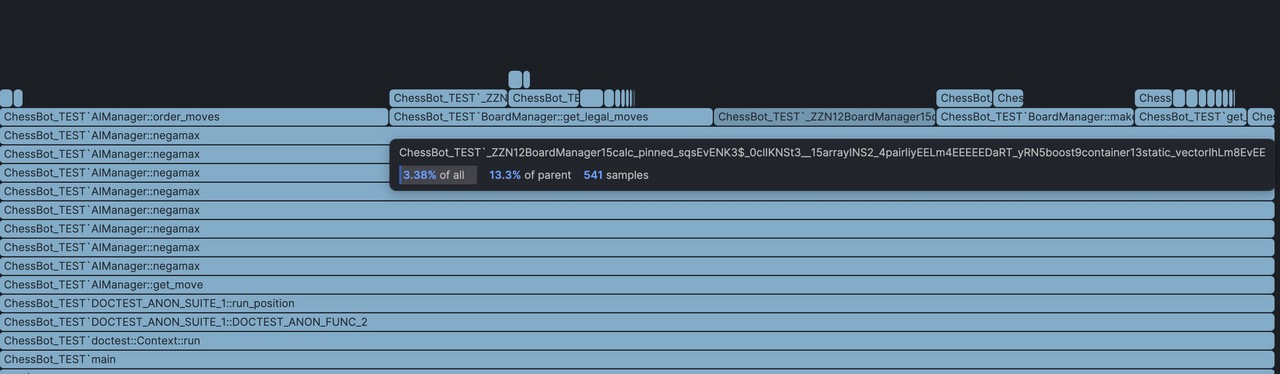 ChessBot_TEST`_ZZN ChessBot_TE ChessBot_ Ches Chess
ChessBot_TEST`AIManager::order_moves ChessBot_TEST`BoardManager::get_legal_moves ChessBot_TEST`_ZZN12BoardManager15c ChessBot_TEST`BoardManager::mak ChessBot_TEST`get_ Che
ChessBot_TEST`AIManager::negamax
ChessBot_TEST`AIManager::negamax
ChessBot_TEST`_ZZN12BoardManager15calc_pinned_sqsEvENK3$_0clIKNSt3__15arrayINS2_4pairIiyEELm4EEEEEDaRT_yRN5boost9container13static_vectorIhLm8EvEE
ChessBot_TEST`AIManager::negamax
3.38% of all 13.3% of parent 541 samples
ChessBot_TEST`AIManager::negamax
ChessBot_TEST`AIManager::negamax
ChessBot_TEST`AIManager::negamax
ChessBot_TEST`AIManager::negamax
ChessBot_TEST`AIManager::negamax
ChessBot_TEST`AIManager::get_move
ChessBot_TEST`DOCTEST_ANON_SUITE_1::run_position
ChessBot_TEST`DOCTEST_ANON_SUITE_1::DOCTEST_ANON_FUNC_2
ChessBot_TEST`doctest::Context::run
ChessBot_TEST`main